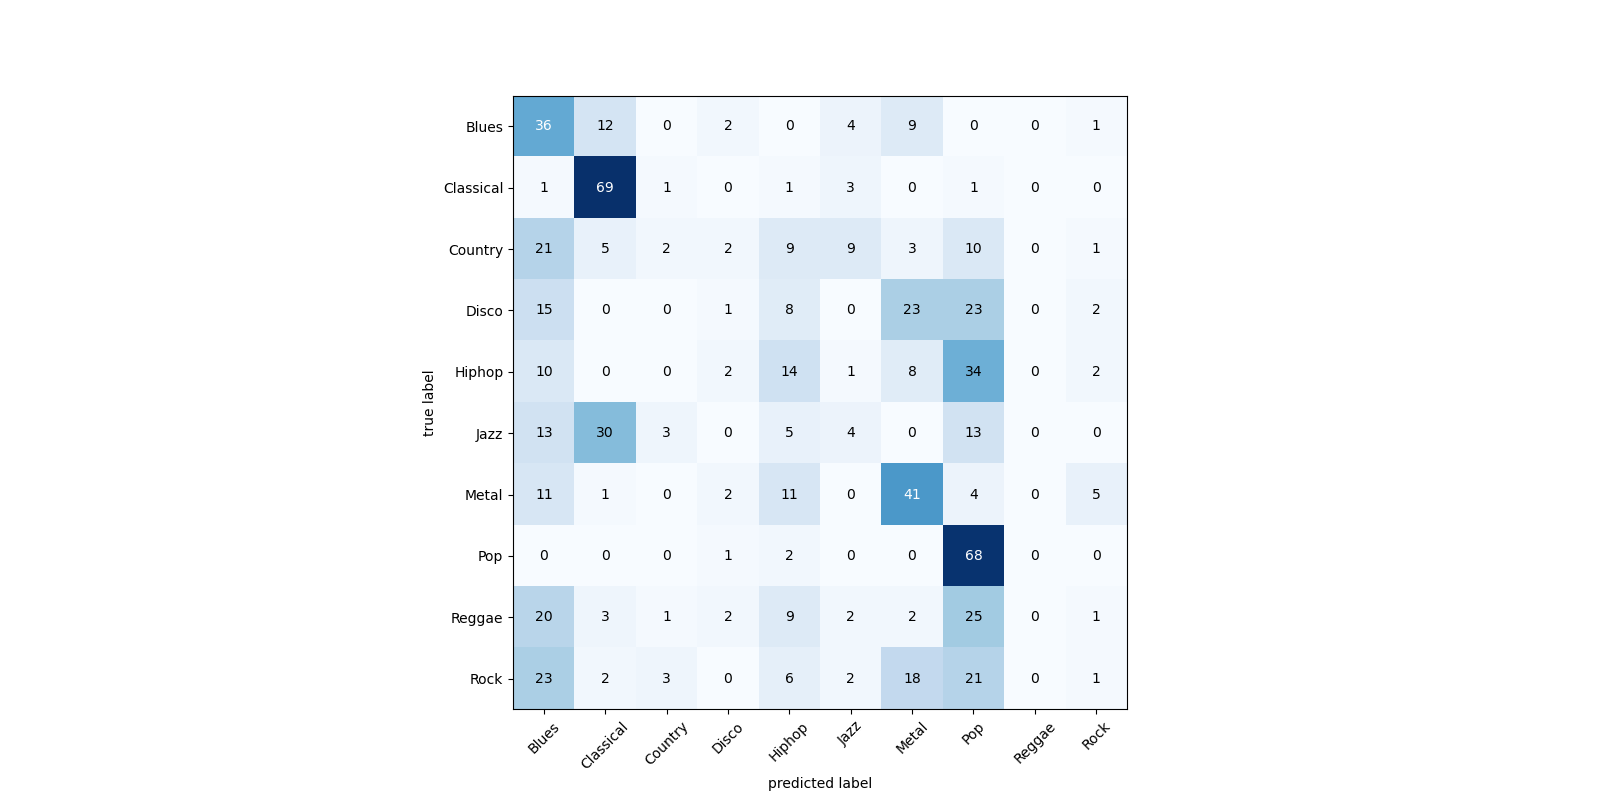 Blues 36 12 0 2 0 4 9 0 0 1
Classical 1 69 1 0 1 3 0 1 0 0
Country 21 5 2 2 9 9 3 10 0 1
Disco 15 0 0 1 8 0 23 23 0 2
Hiphop 10 0 0 2 14 1 8 34 0 2
true label
Jazz 13 30 3 0 5 4 0 13 0 0
Metal 11 1 0 2 11 0 41 4 0 5
Pop 0 0 0 1 2 0 0 68 0 0
Reggae 20 3 1 2 9 2 2 25 0 1
Rock 23 2 3 0 6 2 18 21 0 1
Blues Classical Country Disco Hiphop Jazz Metal Pop Reggae Rock
predicted label